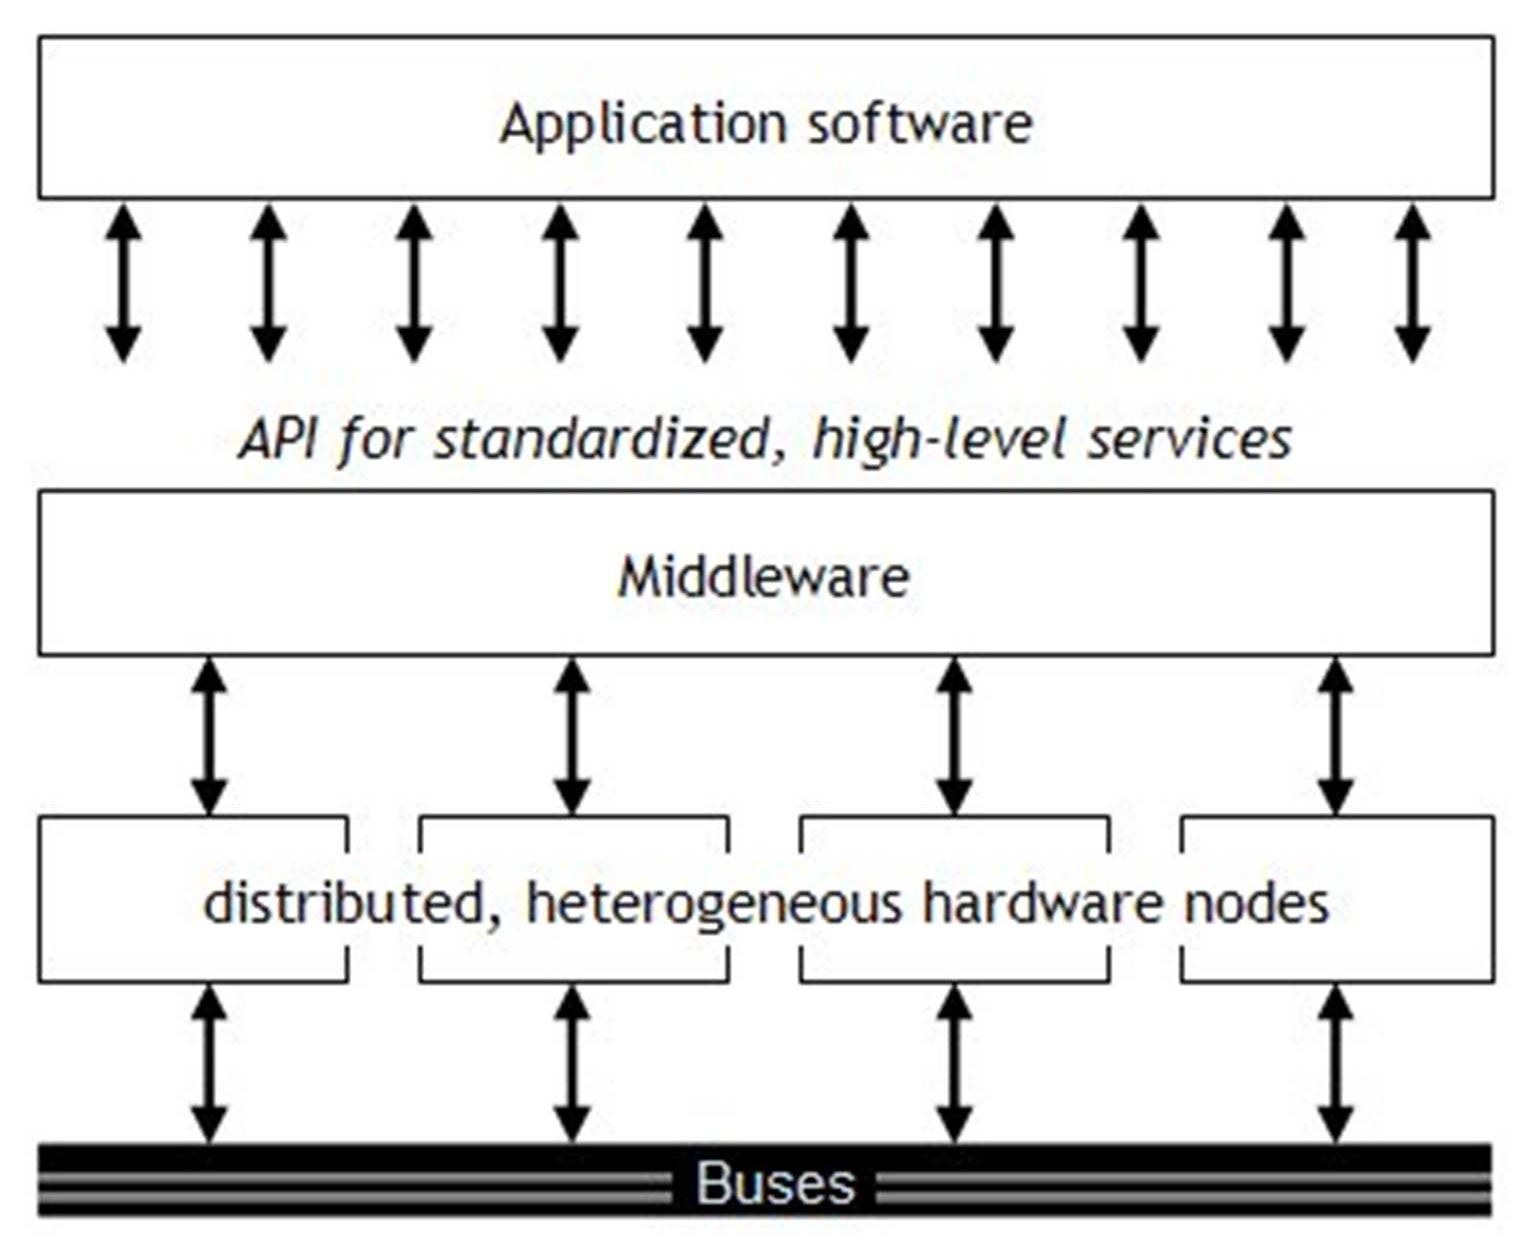 Application software
API for standardized, high-level services
Middleware
distributed, heterogeneous hardware nodes
Buses